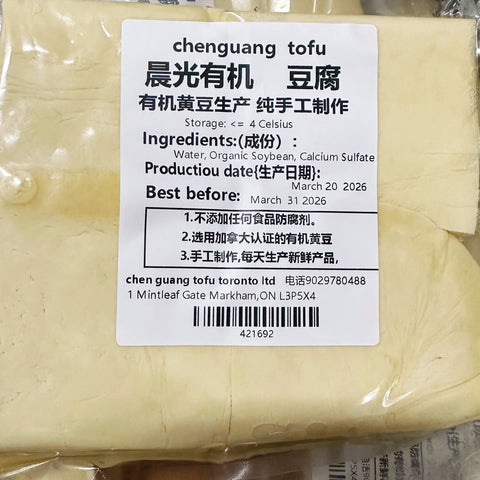 chenguang tofu
晨光有机 豆腐
有机黄豆生产 纯手工制作
Storage: <= 4 Celsius
Ingredients:(成份)：
Water, Organic Soybean, Calcium Sulfate
Productiou date{生产日期}:
March 20 2026
Best before: March 31 2026
1.不添加任何食品防腐剂。
2.选用加拿大认证的有机黄豆
3.手工制作,每天生产新鲜产品,
chen guang tofu toronto ltd 电话9029780488
1 Mintleaf Gate Markham,ON L3P5X4
421692